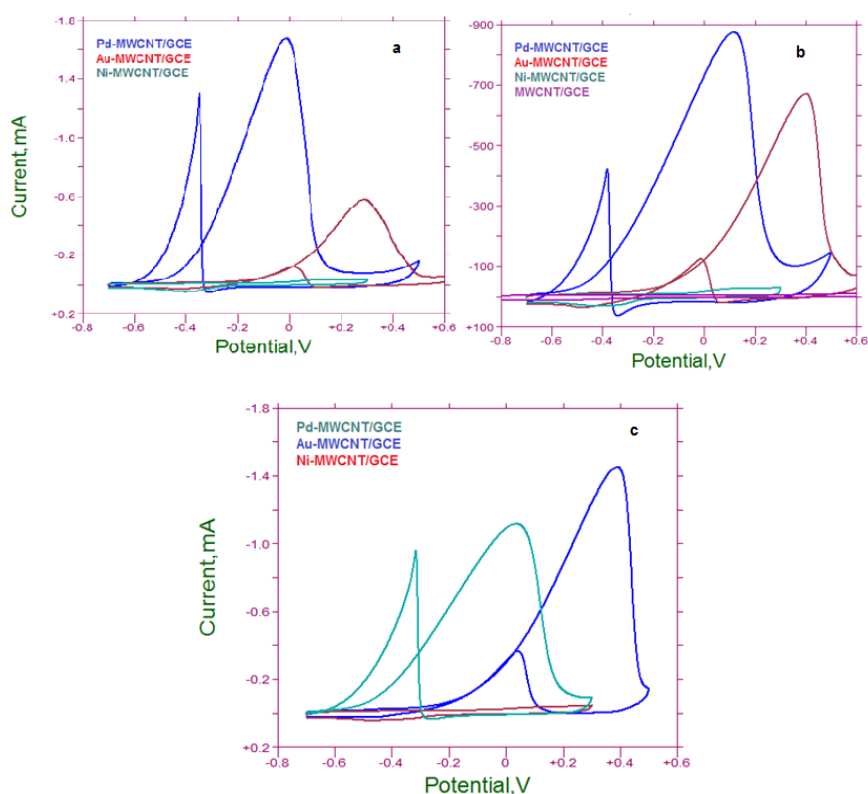 -1.8
-1.4
-1.0
-0.6
-0.2
+0.2
Current,mA
Pd-MWCNT/GCE
Au-MWCNT/GCE
Ni-MWCNT/GCE
a
-0.8 -0.6 -0.4 -0.2 0 +0.2 +0.4 +0.6
Potential,V
-900
-700
-500
-300
-100
+100
Pd-MWCNT/GCE
Au-MWCNT/GCE
Ni-MWCNT/GCE
MWCNT/GCE
b
-0.8 -0.6 -0.4 -0.2 0 +0.2 +0.4 +0.6
Potential,V
-1.8
-1.4
-1.0
-0.6
-0.2
+0.2
Current,mA
Pd-MWCNT/GCE
Au-MWCNT/GCE
Ni-MWCNT/GCE
c
-0.8 -0.6 -0.4 -0.2 0 +0.2 +0.4 +0.6
Potential,V